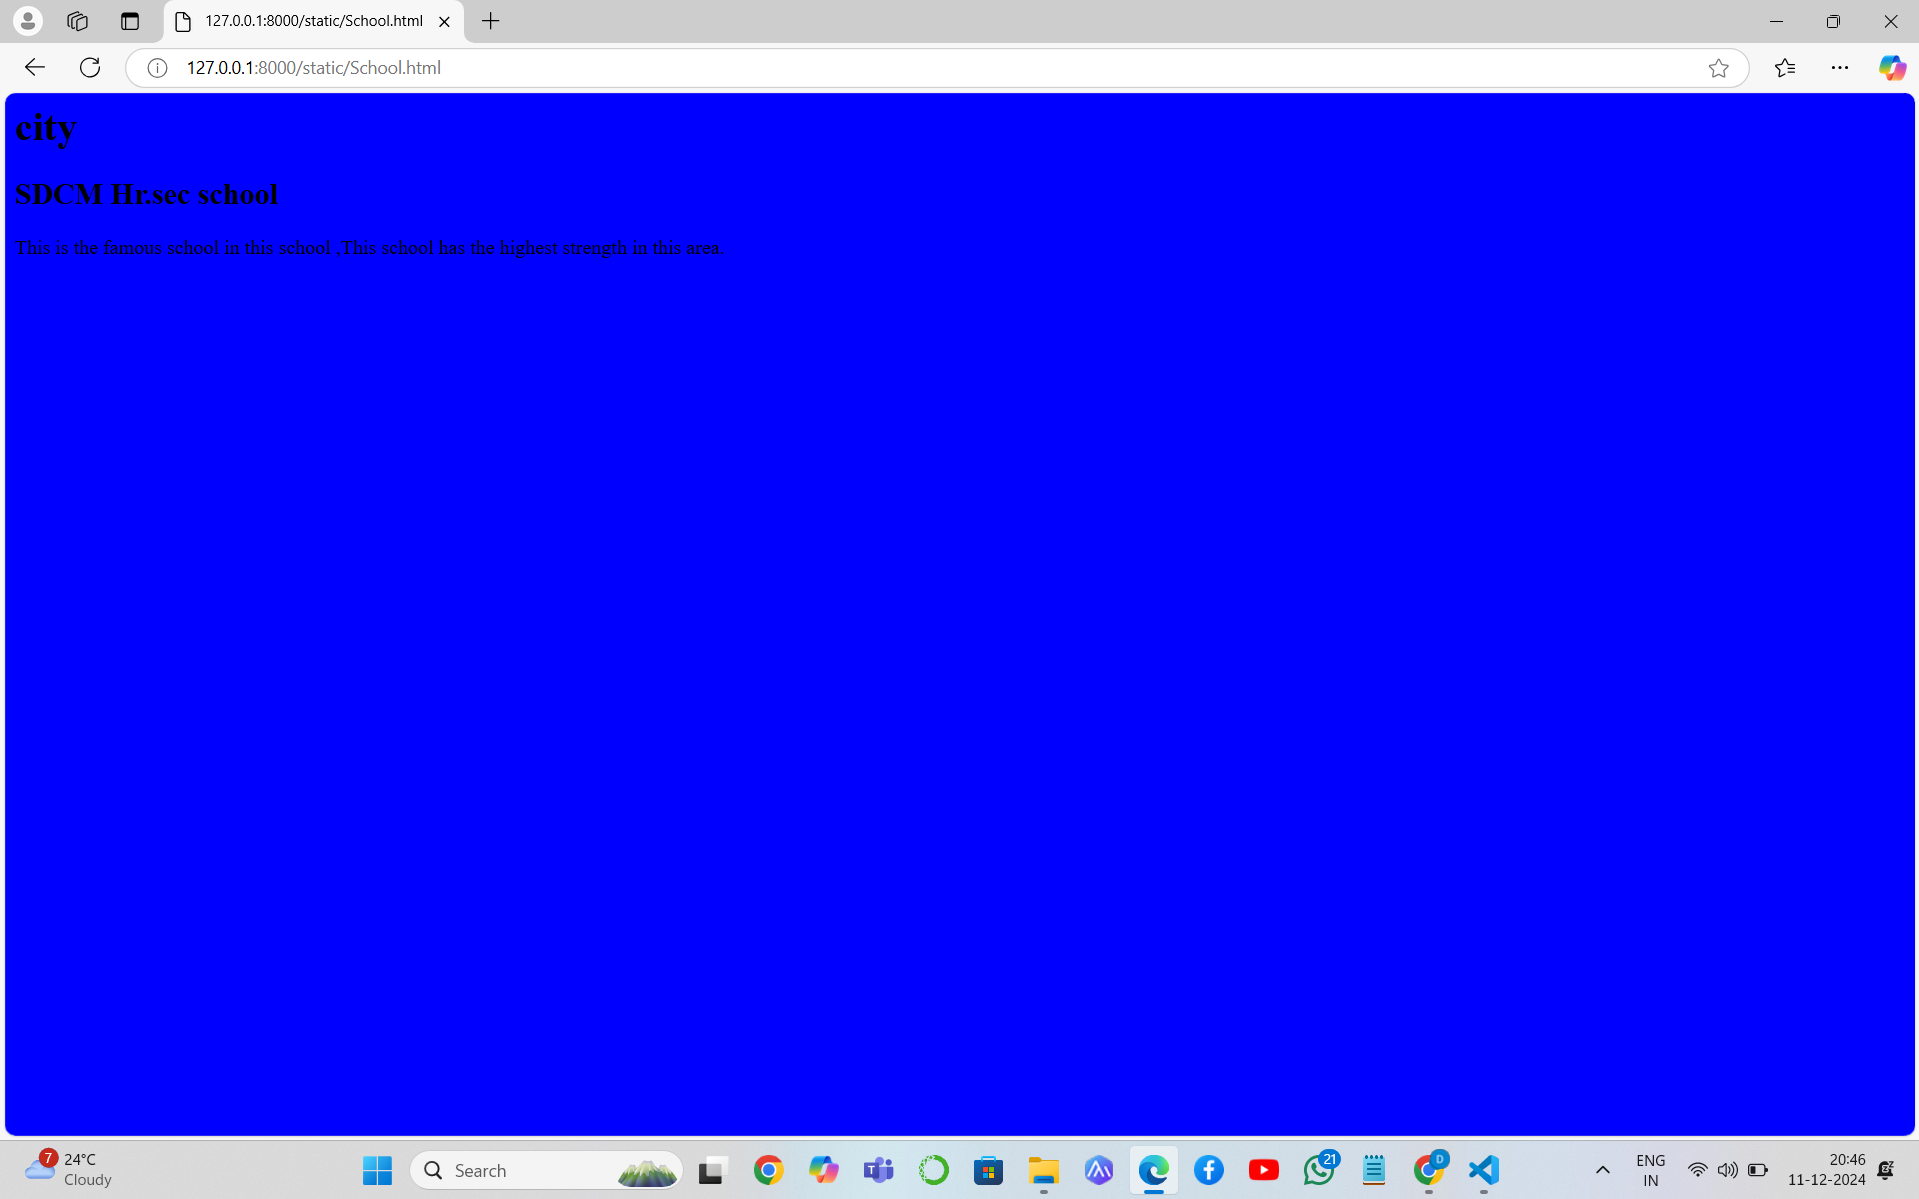 127.0.0.1:8000/static/School.html
127.0.0.1:8000/static/School.html
city
SDCM Hr.sec school
This is the famous school in this school .This school has the highest strength in this area.
7
24°C
Cloudy
Search
21
D
ENG
IN
20:46
11-12-2024